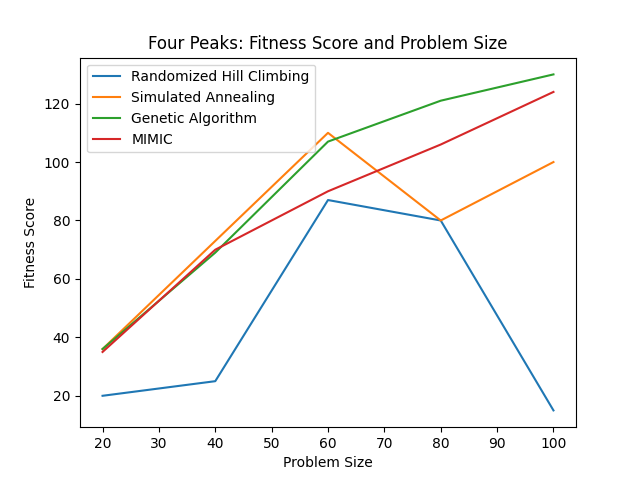 Four Peaks: Fitness Score and Problem Size
Randomized Hill Climbing
Simulated Annealing
Genetic Algorithm
MIMIC
120
100
80
60
40
20
Fitness Score
20 30 40 50 60 70 80 90 100
Problem Size